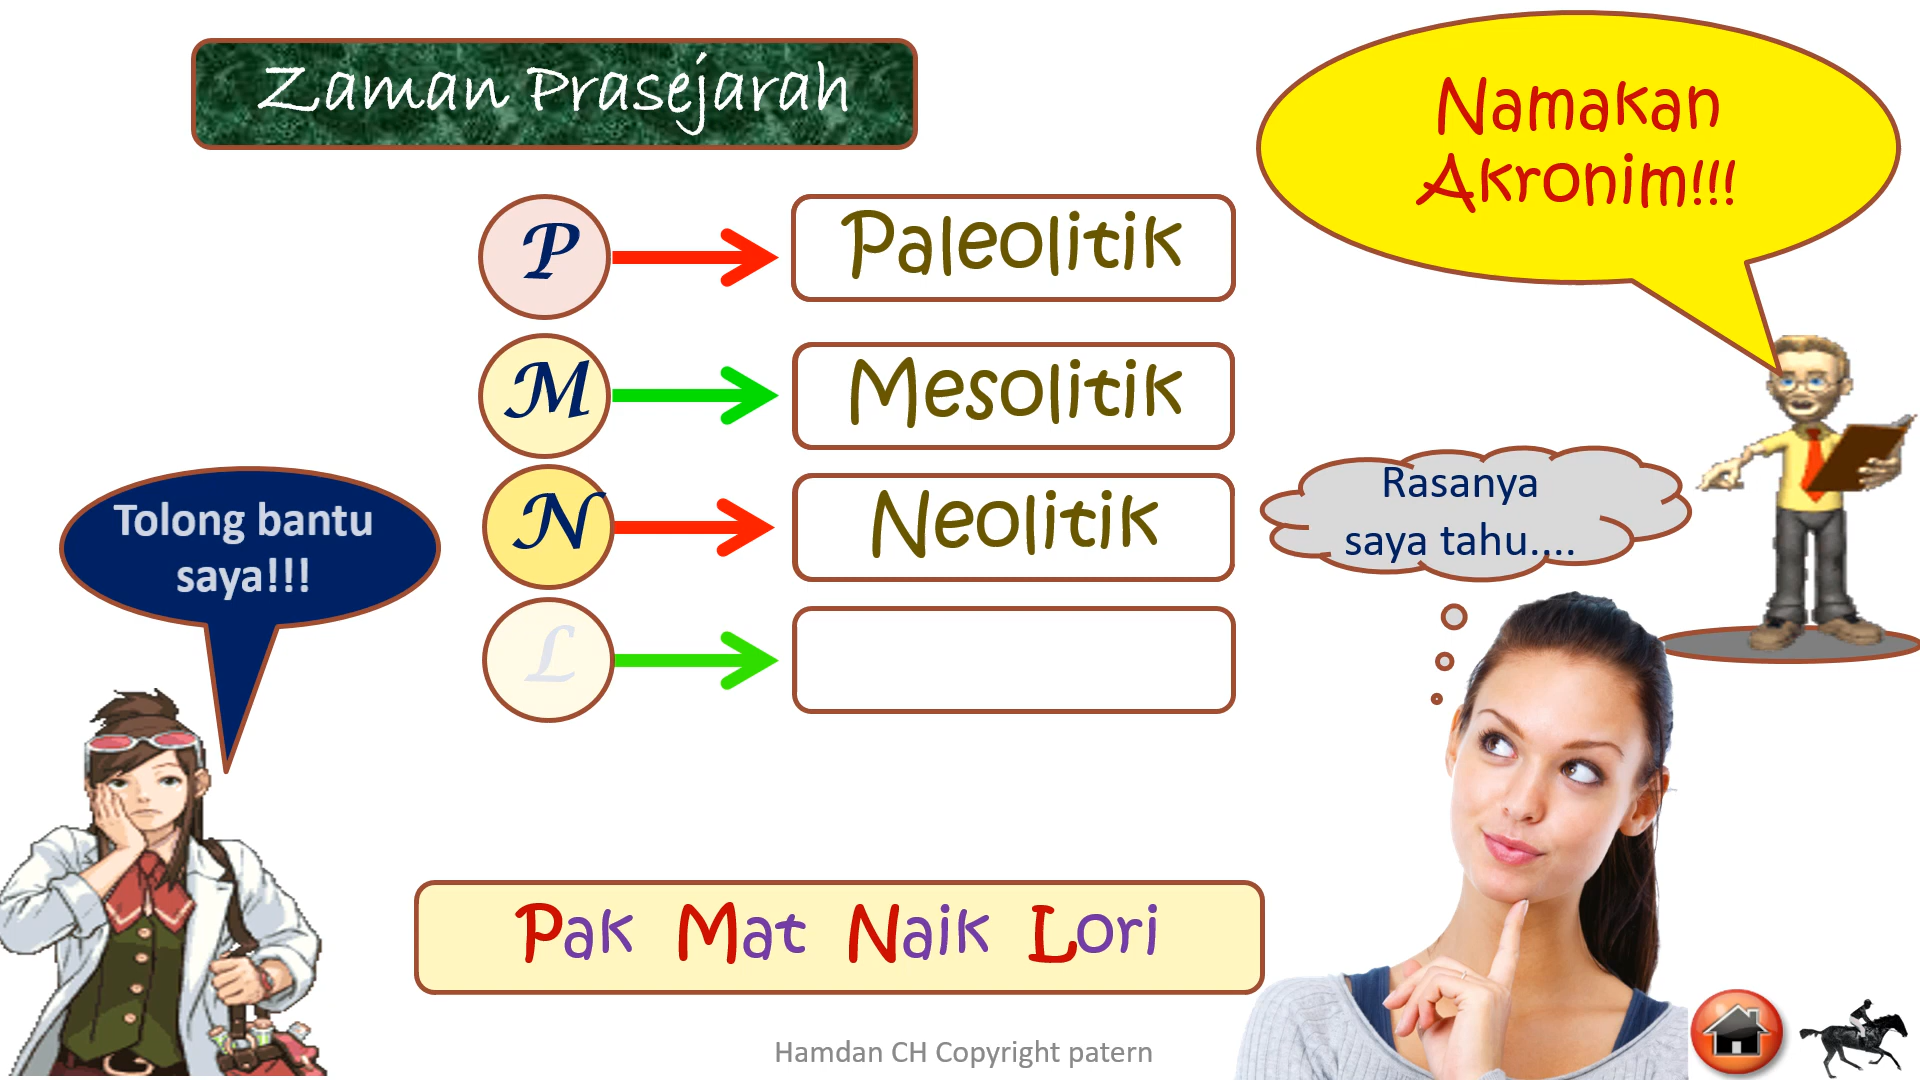 Zaman Prasejarah
Namakan
Akronim!!!
P
Paleolitik
M
Mesolitik
N
Neolitik
L
Tolong bantu
saya!!!
Rasanya
saya tahu....
Pak Mat Naik Lori
Hamdan CH Copyright patern